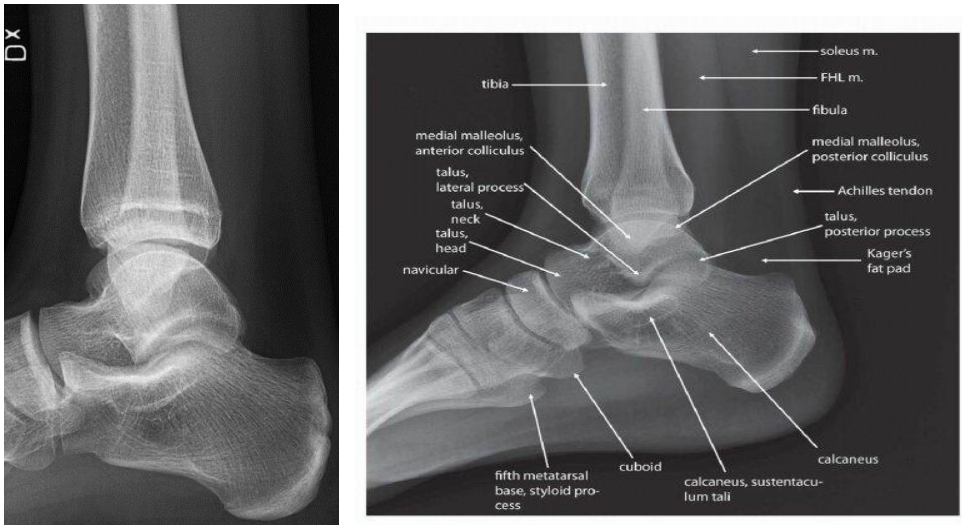 Dx
soleus m.
tibia
FHL m.
fibula
medial malleolus,
anterior colliculus
medial malleolus,
posterior colliculus
talus,
lateral process
Achilles tendon
talus,
neck
talus,
posterior process
talus,
head
Kager's
fat pad
navicular
calcaneus
cuboid
fifth metatarsal
base, styloid pro-
cess
calcaneus, sustentacu-
lum tali